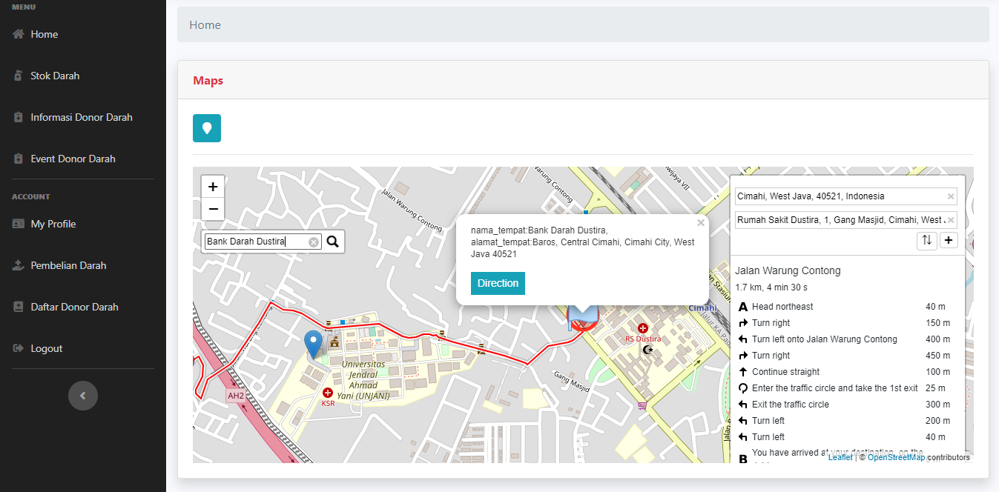 MENU
Home
Stok Darah
Informasi Donor Darah
Event Donor Darah
ACCOUNT
My Profile
Pembelian Darah
Daftar Donor Darah
Logout
Home
Maps
+
−
Bank Darah Dustira
nama_tempat:Bank Darah Dustira,
alamat_tempat:Baros, Central Cimahi, Cimahi City, West
Java 40521
×
Direction
Jalan Warung Contong
Warung Contong
wijaya VII
Jalan Stasiun
Cimahi
Jalur KA Pada
RS Dustira
Gang Masjid
Universitas
Jendral
Ahmad
Yani (UNJANI)
KSR
AH2
Cimahi, West Java, 40521, Indonesia ×
Rumah Sakit Dustira, 1, Gang Masjid, Cimahi, West ×
+
Jalan Warung Contong
1.7 km, 4 min 30 s
A Head northeast 40 m
Turn right 150 m
Turn left onto Jalan Warung Contong 400 m
Turn right 450 m
Continue straight 100 m
Enter the traffic circle and take the 1st exit 25 m
Exit the traffic circle 300 m
Turn left 200 m
Turn left 40 m
B You have arrived at your destination, on the
Leaflet | © OpenStreetMap contributors